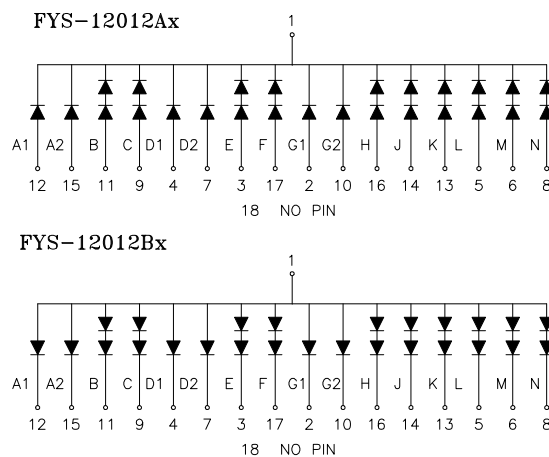 FYS-12012Ax
1
A1 A2 B C D1 D2 E F G1 G2 H J K L M N
12 15 11 9 4 7 3 17 2 10 16 14 13 5 6 8
18 NO PIN
FYS-12012Bx
1
A1 A2 B C D1 D2 E F G1 G2 H J K L M N
12 15 11 9 4 7 3 17 2 10 16 14 13 5 6 8
18 NO PIN